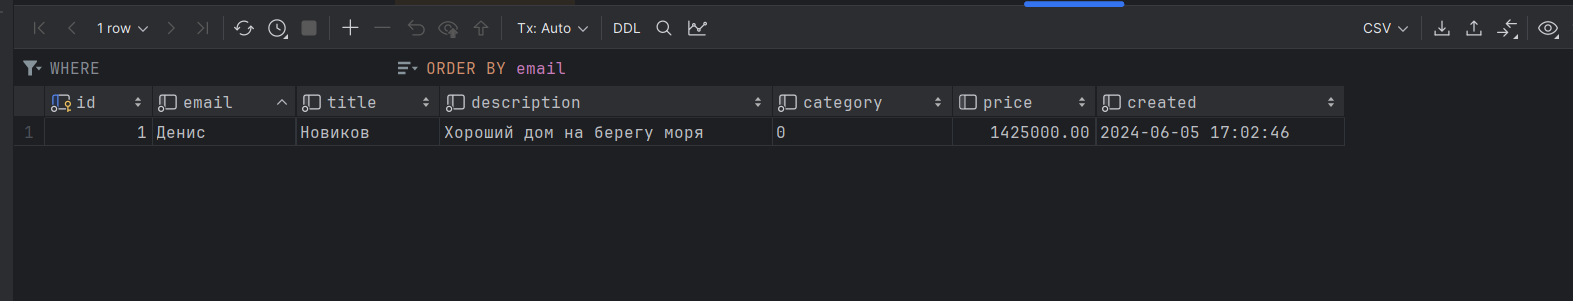 1 row Tx: Auto DDL CSV
WHERE ORDER BY email
id email title description category price created
1 1 Денис Новиков Хороший дом на берегу моря 0 1425000.00 2024-06-05 17:02:46